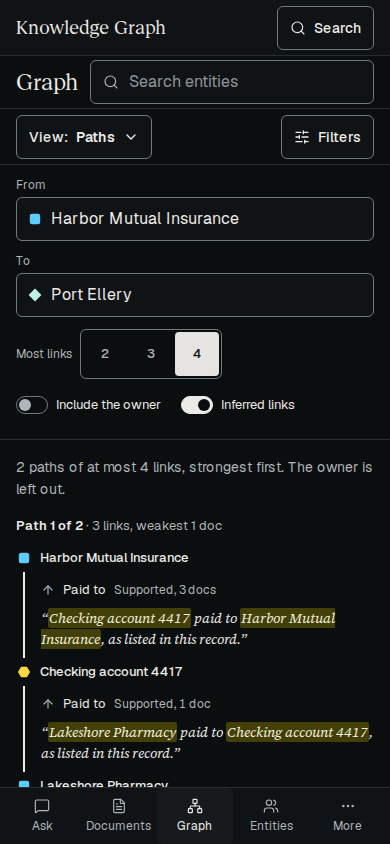 Knowledge Graph
Search
Graph
Search entities
View: Paths
Filters
From
Harbor Mutual Insurance
To
Port Ellery
Most links
2
3
4
Include the owner
Inferred links
2 paths of at most 4 links, strongest first. The owner is
left out.
Path 1 of 2 · 3 links, weakest 1 doc
Harbor Mutual Insurance
Paid to Supported, 3 docs
“Checking account 4417 paid to Harbor Mutual
Insurance, as listed in this record.”
Checking account 4417
Paid to Supported, 1 doc
“Lakeshore Pharmacy paid to Checking account 4417,
as listed in this record.”
Lakeshore Pharmacy
Ask
Documents
Graph
Entities
More